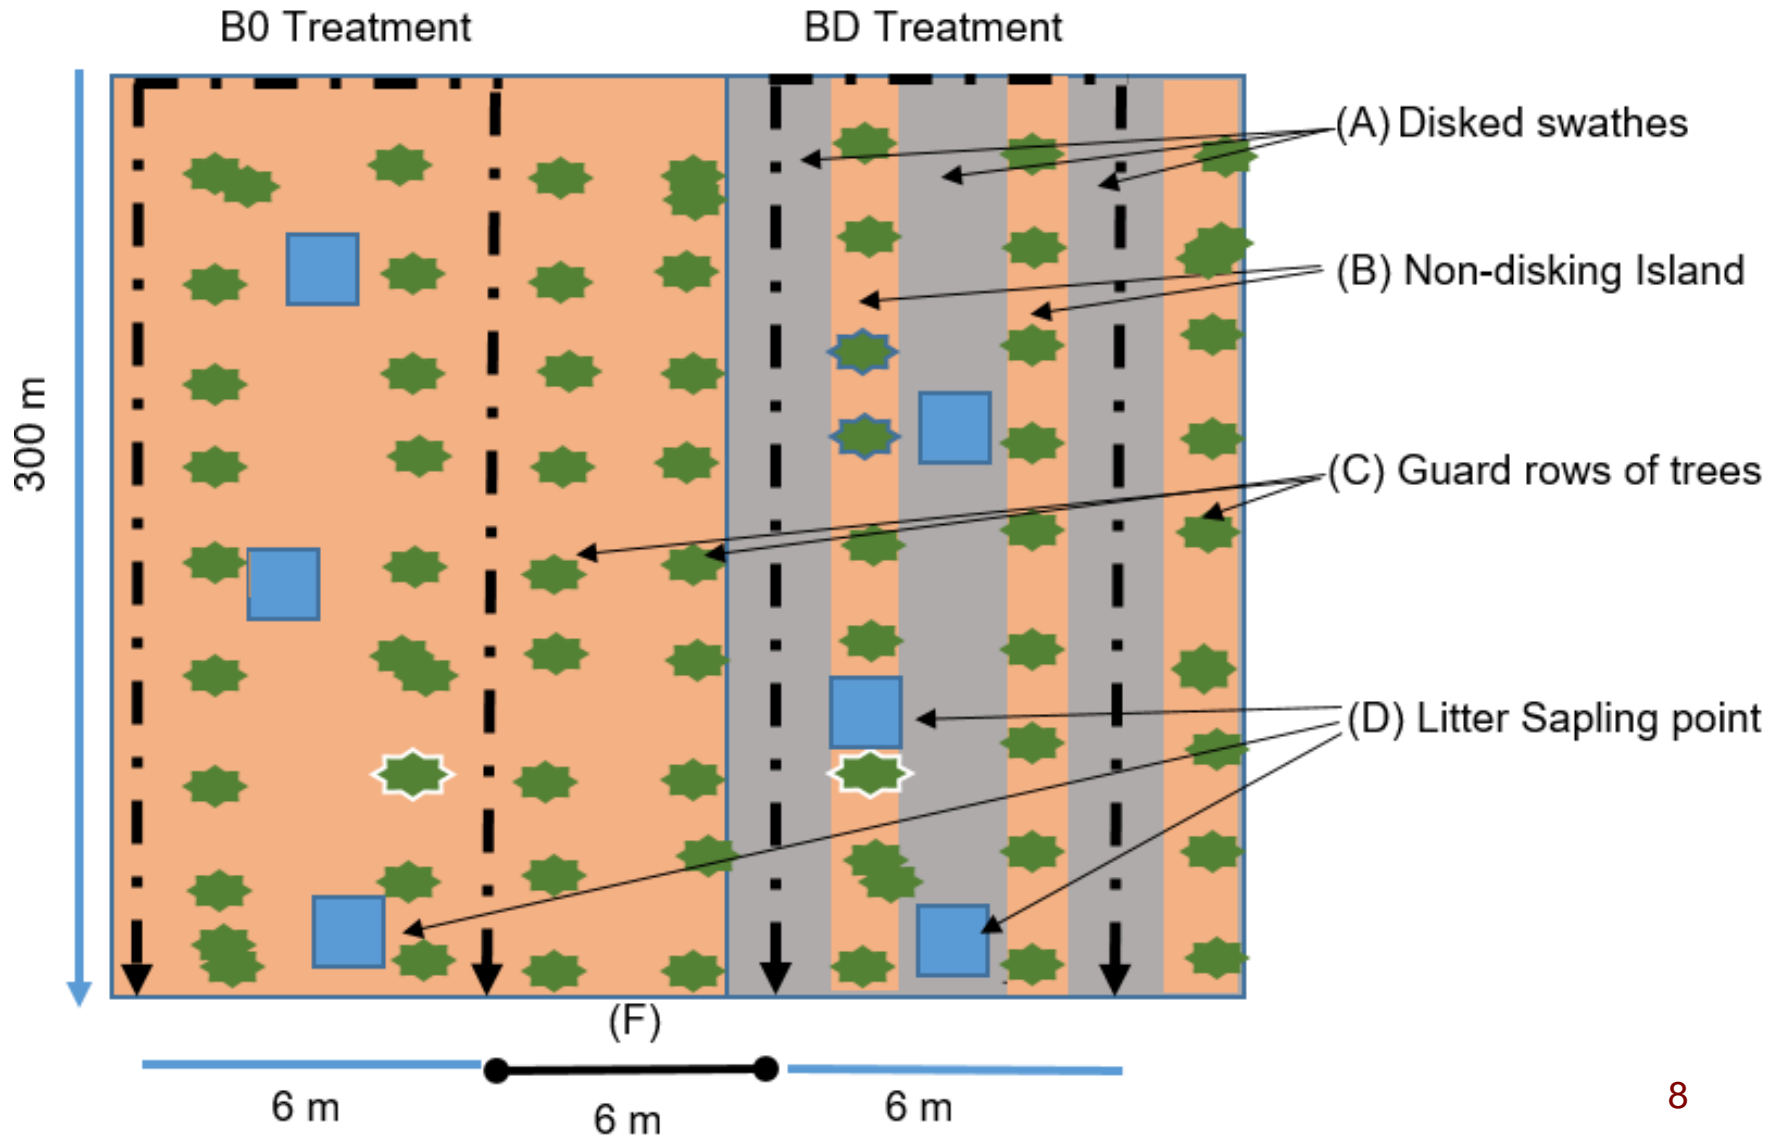 B0 Treatment
BD Treatment
(A) Disked swathes
(B) Non-disking Island
300 m
(C) Guard rows of trees
(D) Litter Sapling point
(F)
6 m
6 m
6 m
8